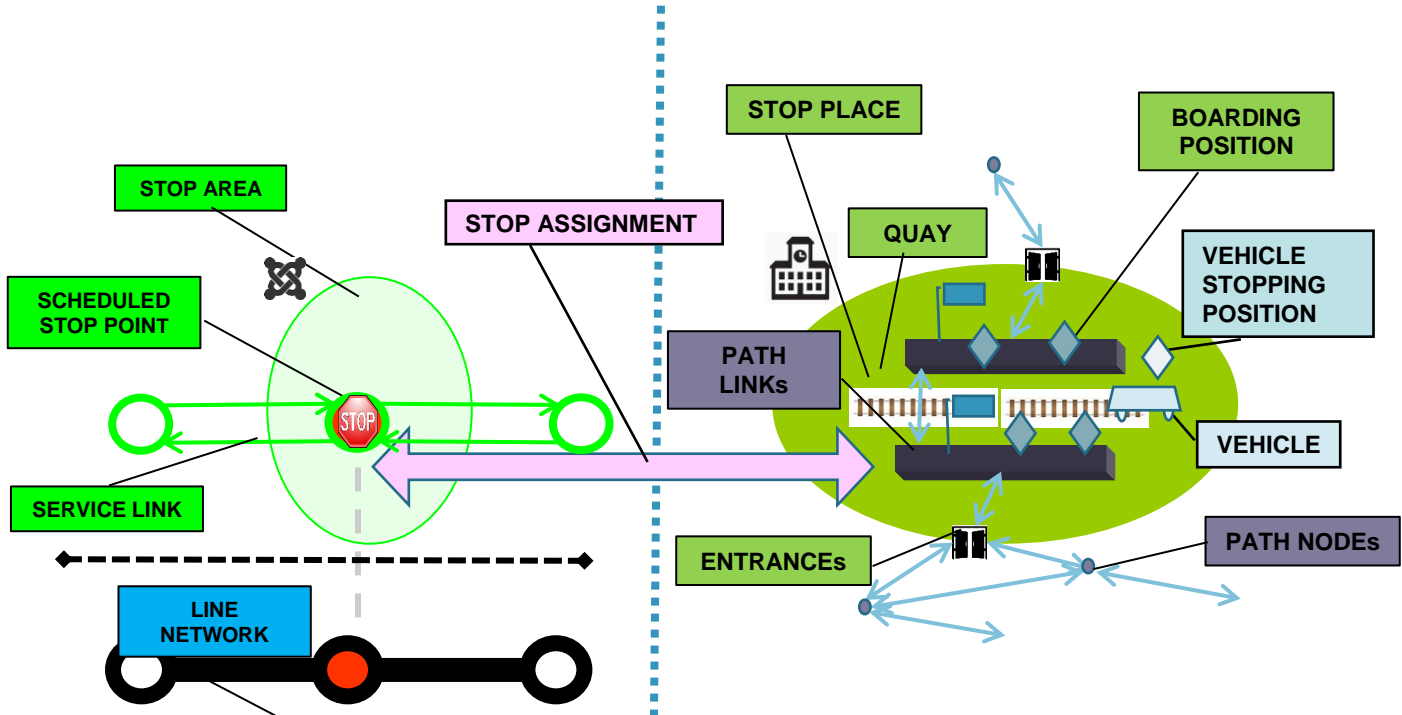 STOP AREA
STOP ASSIGNMENT
SCHEDULED
STOP POINT
STOP
SERVICE LINK
LINE
NETWORK
STOP PLACE
BOARDING
POSITION
QUAY
VEHICLE
STOPPING
POSITION
PATH
LINKs
VEHICLE
ENTRANCEs
PATH NODEs